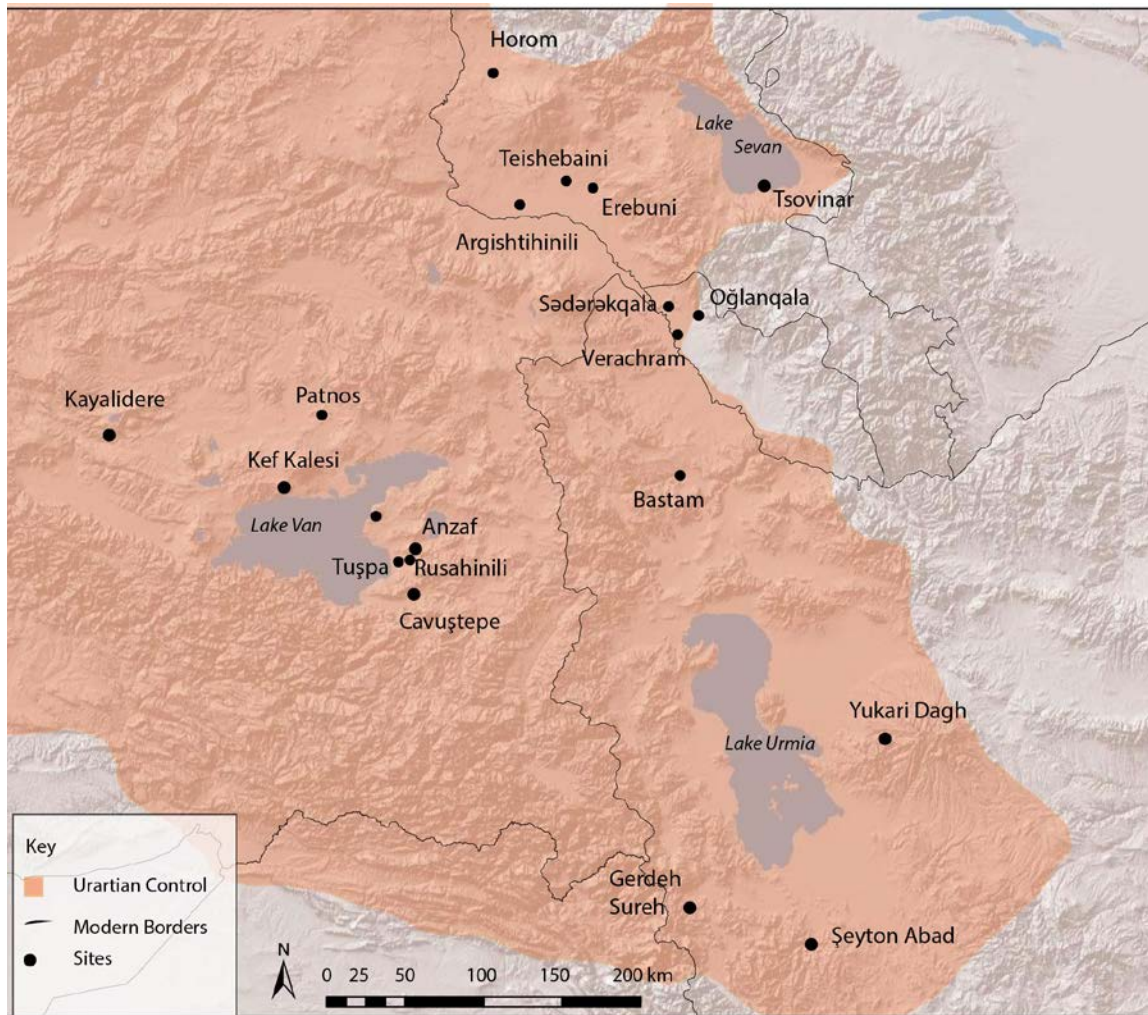 Horom
Lake
Sevan
Teishebaini
Erebuni
Tsovinar
Argishtihinili
Sədərəkqala
Oğlanqala
Verachram
Kayalidere
Patnos
Kef Kalesi
Bastam
Lake Van
Anzaf
Tuşpa
Rusahinili
Cavuştepe
Yukari Dagh
Lake Urmia
Key
Urartian Control
Modern Borders
Sites
Gerdeh
Sureh
Şeyton Abad
N
0 25 50 100 150 200 km